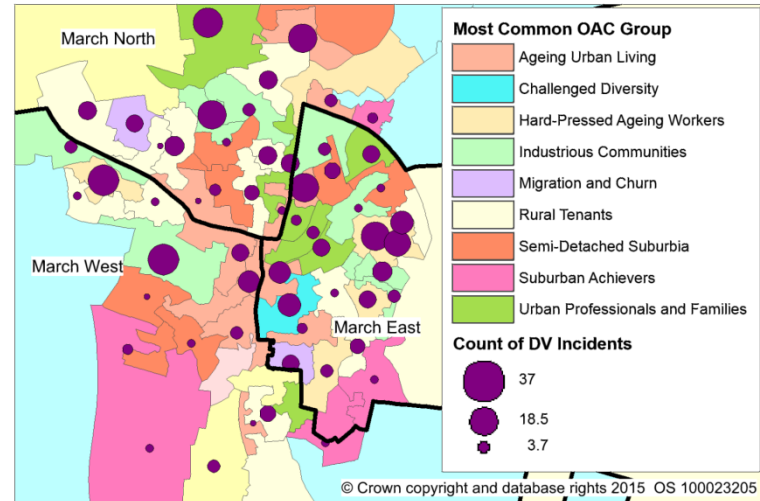 March North
March West
March East
Most Common OAC Group
Ageing Urban Living
Challenged Diversity
Hard-Pressed Ageing Workers
Industrious Communities
Migration and Churn
Rural Tenants
Semi-Detached Suburbia
Suburban Achievers
Urban Professionals and Families
Count of DV Incidents
37
18.5
3.7
© Crown copyright and database rights 2015 OS 100023205